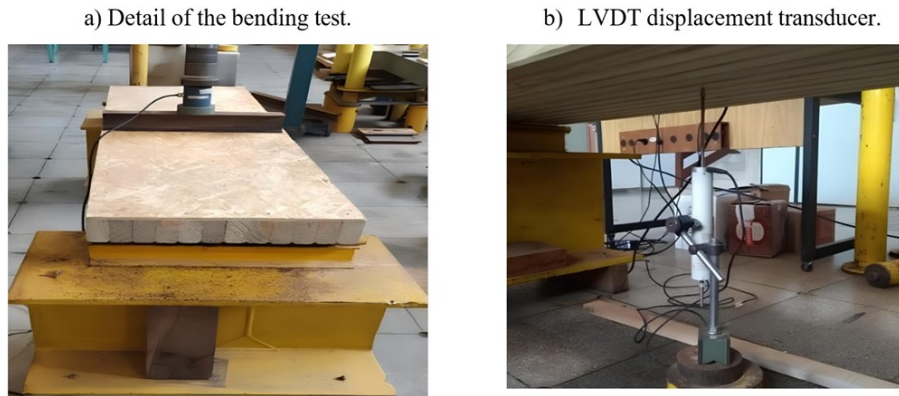 a) Detail of the bending test.
b) LVDT displacement transducer.